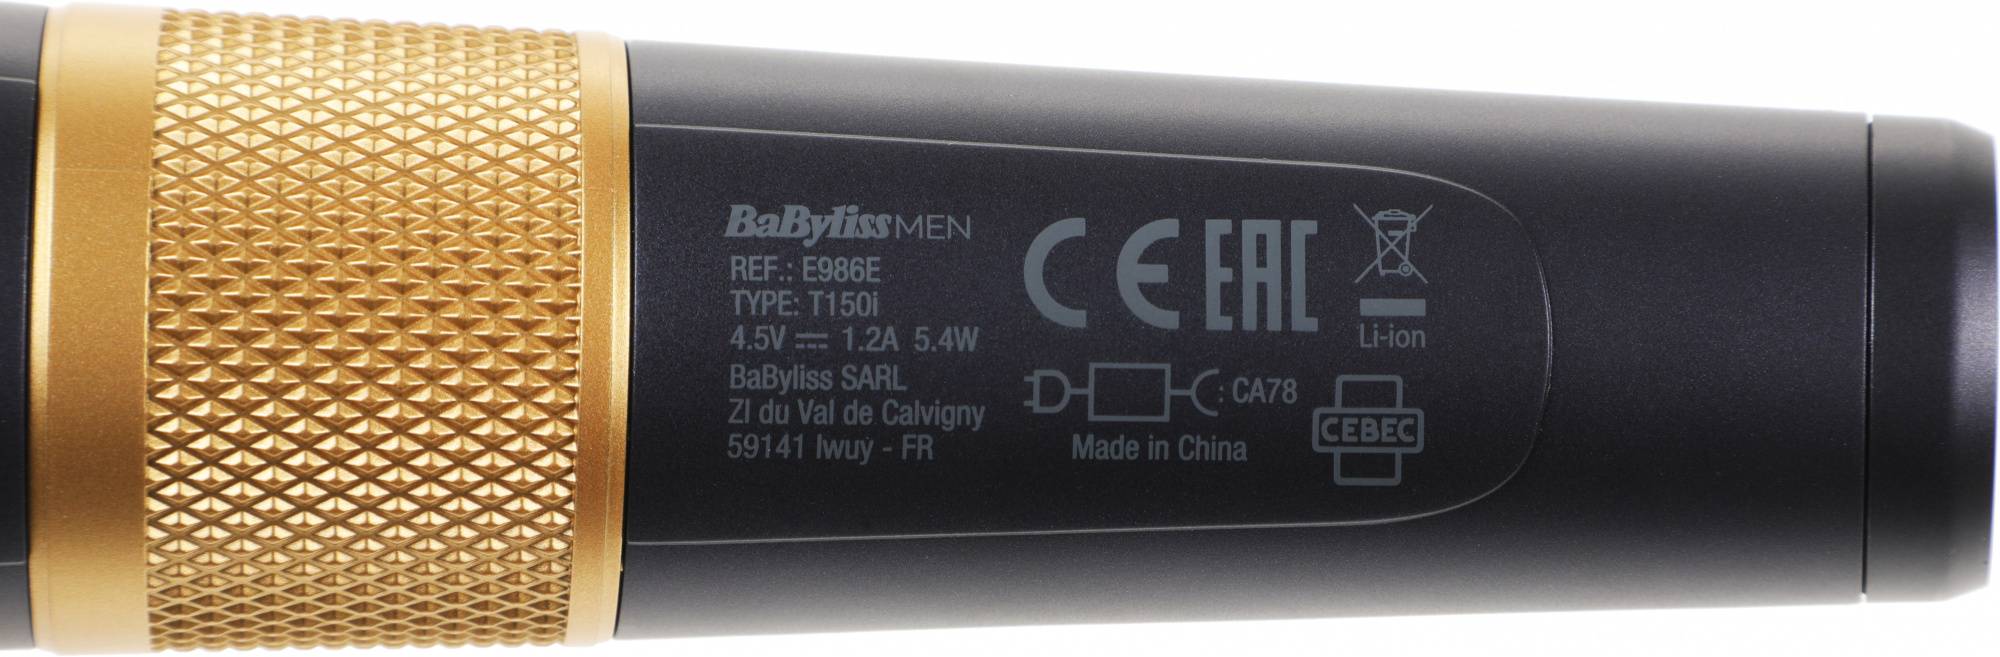 BaByliss MEN
REF.: E986E
TYPE: T150i
4.5V ⎓ 1.2A 5.4W
BaByliss SARL
ZI du Val de Calvigny
59141 Iwuy - FR
CE EAC
Li-ion
: CA78
Made in China
CEBEC